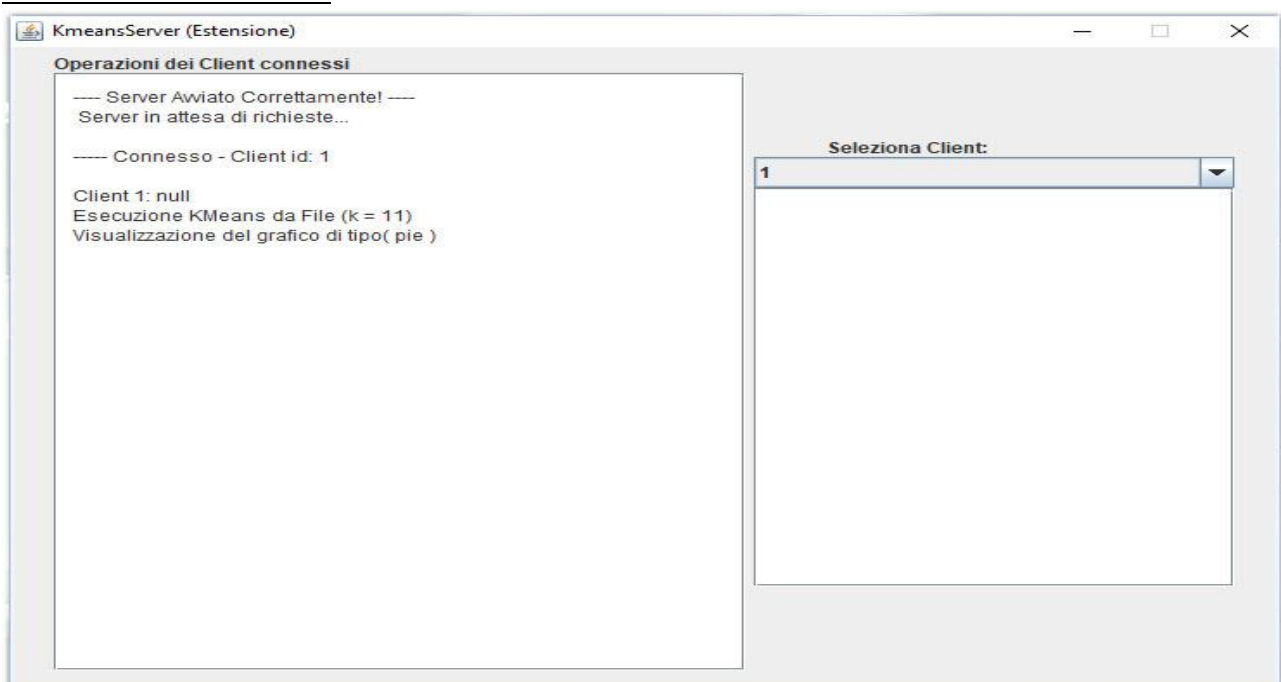 KmeansServer (Estensione)
Operazioni dei Client connessi
---- Server Avviato Correttamente! ----
Server in attesa di richieste...
----- Connesso - Client id: 1
Client 1: null
Esecuzione KMeans da File (k = 11)
Visualizzazione del grafico di tipo( pie )
Seleziona Client:
1